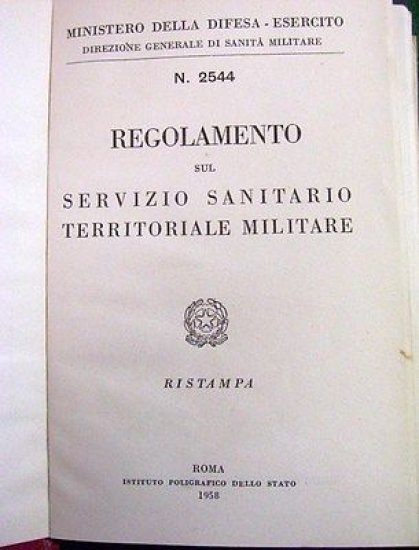 MINISTERO DELLA DIFESA - ESERCITO
DIREZIONE GENERALE DI SANITÀ MILITARE
N. 2544
REGOLAMENTO
SUL
SERVIZIO SANITARIO
TERRITORIALE MILITARE
RISTAMPA
ROMA
ISTITUTO POLIGRAFICO DELLO STATO
1958